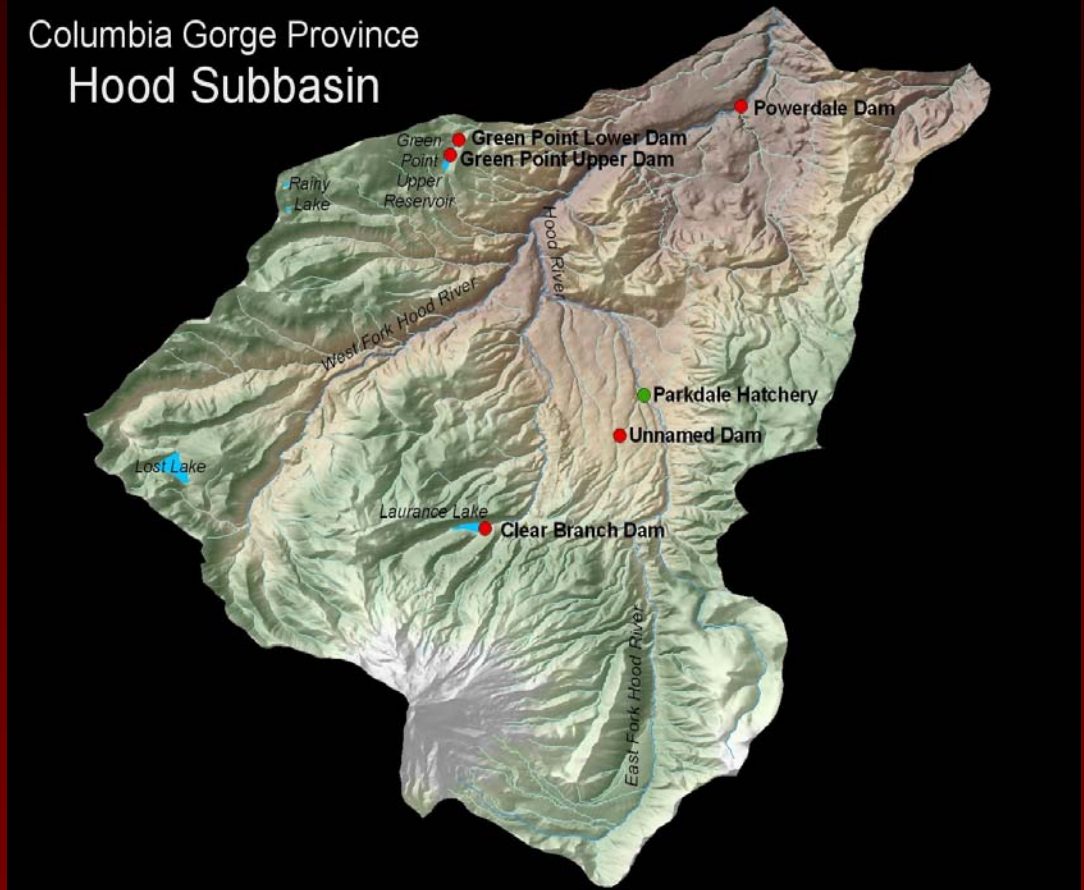 Columbia Gorge Province
Hood Subbasin
Powerdale Dam
Green Point Lower Dam
Green Point Upper Dam
Green
Point
Upper
Reservoir
Rainy
Lake
Hood River
West Fork Hood River
Parkdale Hatchery
Unnamed Dam
Lost Lake
Laurance Lake
Clear Branch Dam
East Fork Hood River